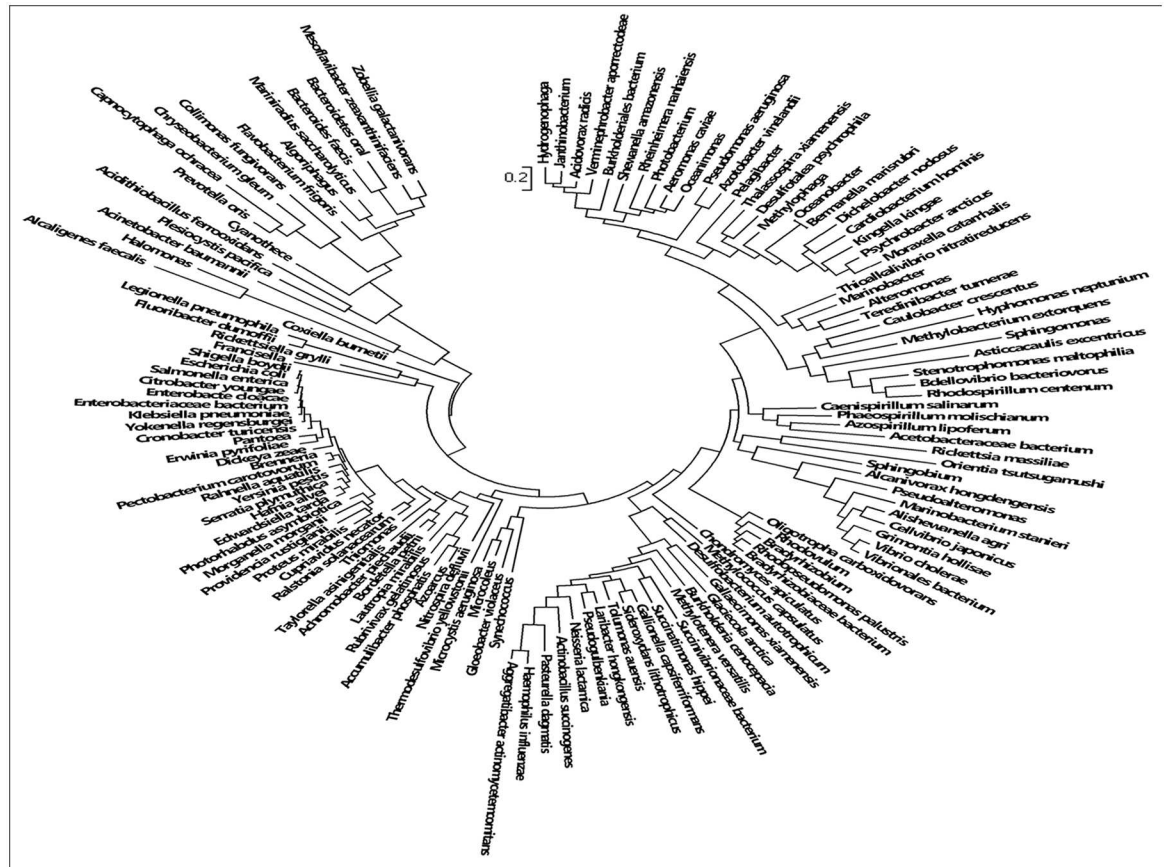 0.2
Hydrogenophaga
Janthinobacterium
Acidovorax radicis
Verminephrobacter aporrectodeae
Burkholderiales bacterium
Shewanella amazonensis
Rheinheimera nanhaiensis
Photobacterium
Aeromonas caviae
Oceanimonas
Pseudomonas aeruginosa
Azotobacter vinelandii
Pelagibacter
Thalassospira xiamenensis
Desulfotalea psychrophila
Methylophaga
Oceanobacter
Bermanella marisrubri
Dichelobacter nodosus
Cardiobacterium hominis
Kingella kingae
Psychrobacter arcticus
Moraxella catarrhalis
Thioalkalivibrio nitratireducens
Marinobacter
Alteromonas
Teredinibacter turnerae
Caulobacter crescentus
Hyphomonas neptunium
Methylobacterium extorquens
Sphingomonas
Asticcacaulis excentricus
Stenotrophomonas maltophilia
Bdellovibrio bacteriovorus
Rhodospirillum centenum
Caenispirillum salinarum
Phaeospirillum molischianum
Azospirillum lipoferum
Acetobacteraceae bacterium
Rickettsia massiliae
Orientia tsutsugamushi
Sphingobium
Alcanivorax hongdengensis
Pseudoalteromonas
Marinobacterium stanieri
Alishewanella agri
Cellvibrio japonicus
Grimontia hollisae
Vibrio cholerae
Vibrionales bacterium
Oligotropha carboxidovorans
Rhodovulum
Bradyrhizobium
Rhodopseudomonas palustris
Bradyrhizobiaceae bacterium
Chondromyces apiculatus
Methylococcus capsulatus
Desulfobacterium autotrophicum
Gallaecimonas xiamenensis
Glaciecola arctica
Burkholderia cenocepacia
Methylotenera versatilis
Succinivibrionaceae bacterium
Succinatimonas hippei
Gallionella capsiferriformans
Sideroxydans lithotrophicus
Tolumonas auensis
Laribacter hongkongensis
Pseudogulbenkiania
Neisseria lactamica
Actinobacillus succinogenes
Pasteurella dagmatis
Haemophilus influenzae
Aggregatibacter actinomycetemcomitans
Synechococcus
Gloeobacter violaceus
Microcoleus
Microcystis aeruginosa
Thermodesulfovibrio yellowstonii
Nitrospira defluvii
Azoarcus
Accumulibacter phosphatis
Rubrivivax gelatinosus
Lautropia mirabilis
Bordetella petrii
Achromobacter piechaudii
Taylorella asinigenitalis
Thiomonas
Ralstonia solanacearum
Cupriavidus necator
Proteus mirabilis
Providencia rustigianii
Morganella morganii
Photorhabdus asymbiotica
Edwardsiella tarda
Hafnia alvei
Serratia plymuthica
Yersinia pestis
Rahnella aquatilis
Pectobacterium carotovorum
Brenneria
Dickeya zeae
Erwinia pyrifoliae
Pantoea
Cronobacter turicensis
Yokenella regensburgei
Klebsiella pneumoniae
Enterobacteriaceae bacterium
Enterobacte cloacae
Citrobacter youngae
Salmonella enterica
Escherichia coli
Shigella boydii
Francisella
Rickettsiella grylli
Fluoribacter dumoffii
Legionella pneumophila
Coxiella burnetii
Alcaligenes faecalis
Halomonas
Acinetobacter baumannii
Plesiocystis pacifica
Acidithiobacillus ferrooxidans
Cyanothece
Prevotella oris
Capnocytophaga ochracea
Chryseobacterium gleum
Collimonas fungivorans
Flavobacterium frigoris
Algoriphagus
Mariniradius saccharolyticus
Bacteroides faecis
Bacteroidetes oral
Mesoflavibacter zeaxanthinifaciens
Zobellia galactanivorans